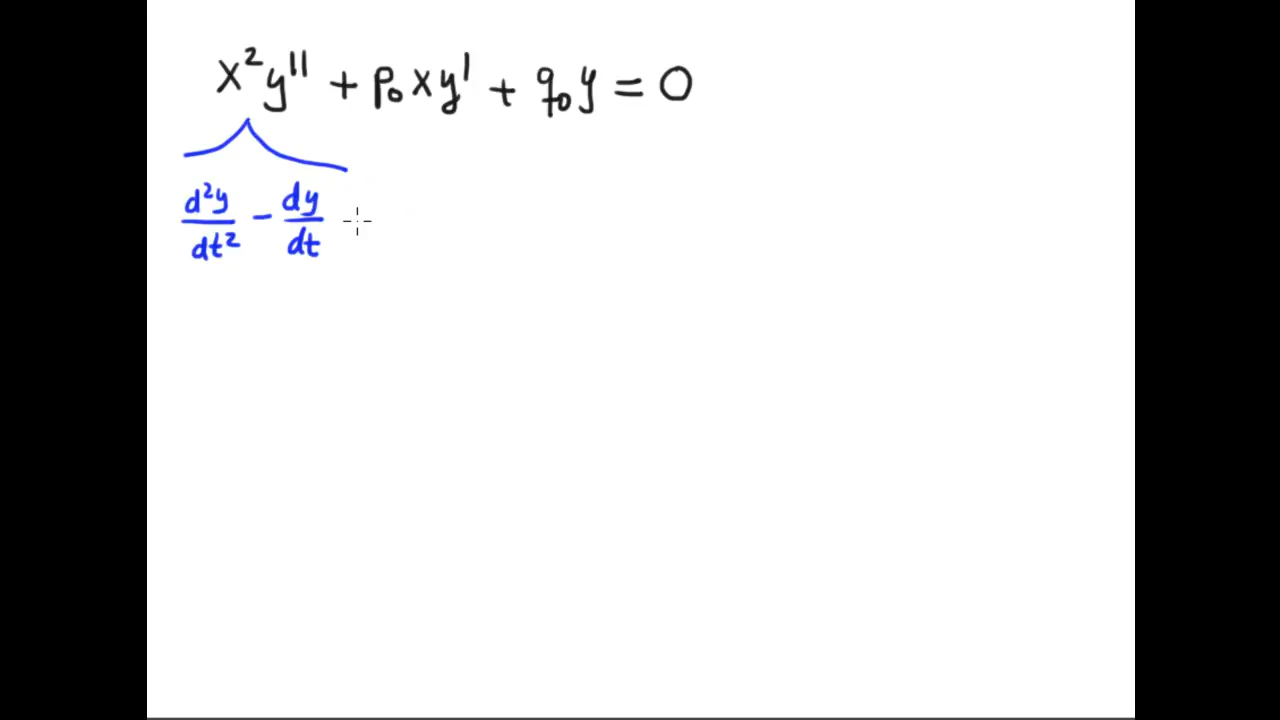 x²y'' + p₀xy' + q₀y = 0
d²y/dt² − dy/dt